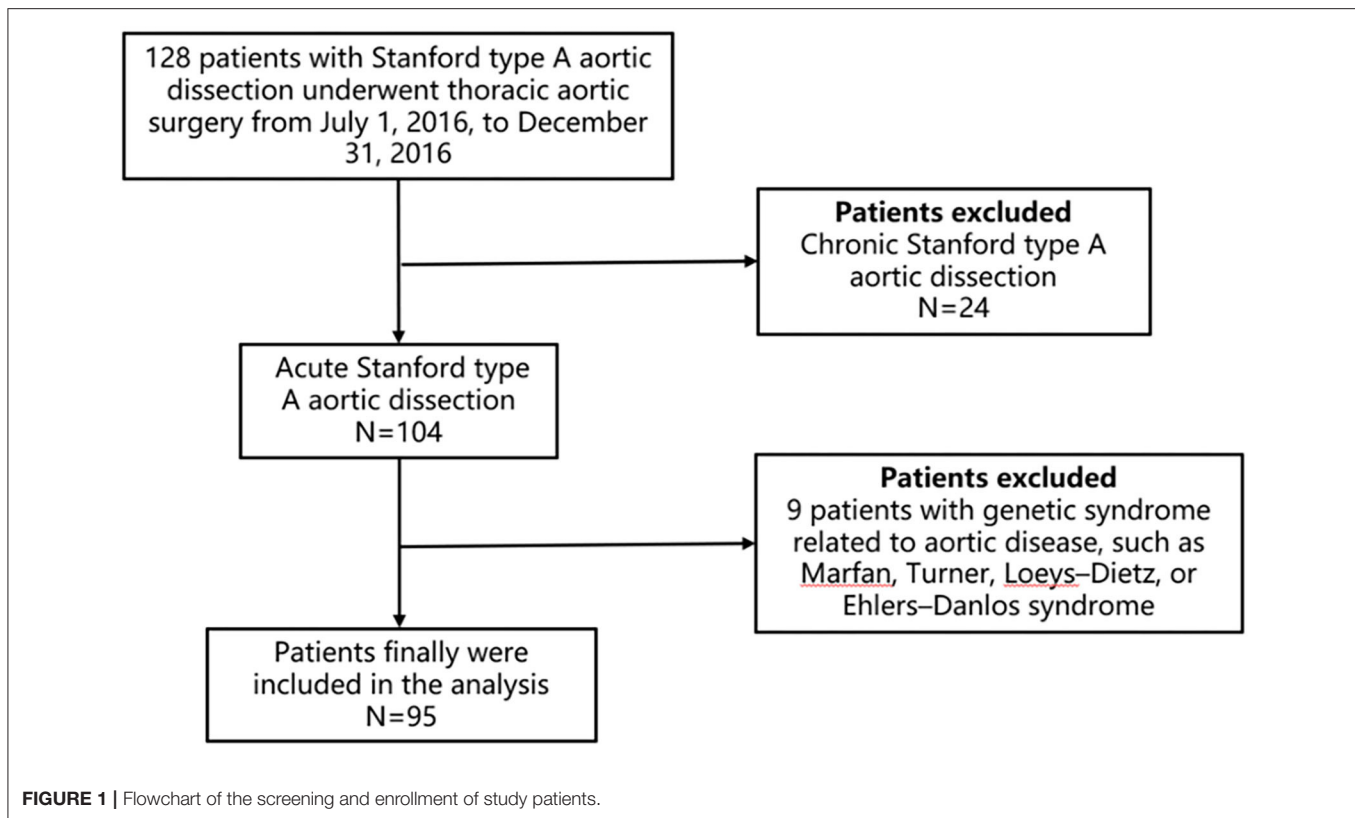 128 patients with Stanford type A aortic
dissection underwent thoracic aortic
surgery from July 1, 2016, to December
31, 2016
Patients excluded
Chronic Stanford type A
aortic dissection
N=24
Acute Stanford type
A aortic dissection
N=104
Patients excluded
9 patients with genetic syndrome
related to aortic disease, such as
Marfan, Turner, Loeys–Dietz, or
Ehlers–Danlos syndrome
Patients finally were
included in the analysis
N=95
FIGURE 1 | Flowchart of the screening and enrollment of study patients.